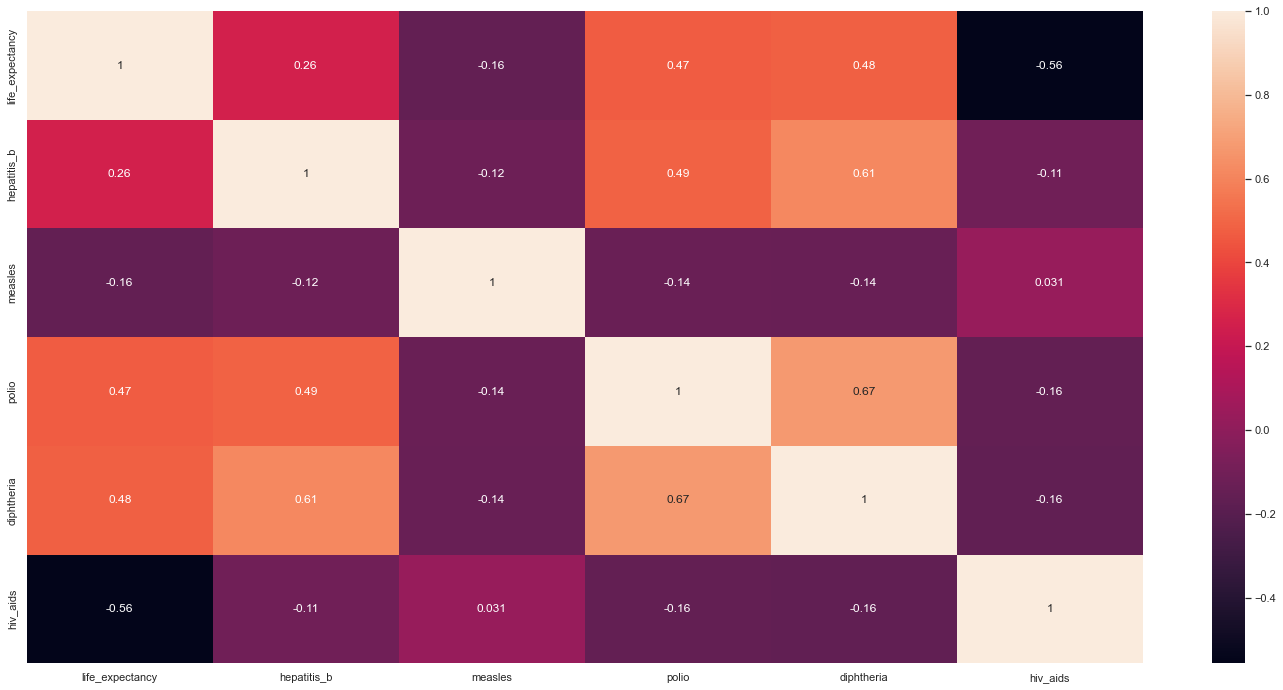 life_expectancy 1 0.26 -0.16 0.47 0.48 -0.56
hepatitis_b 0.26 1 -0.12 0.49 0.61 -0.11
measles -0.16 -0.12 1 -0.14 -0.14 0.031
polio 0.47 0.49 -0.14 1 0.67 -0.16
diphtheria 0.48 0.61 -0.14 0.67 1 -0.16
hiv_aids -0.56 -0.11 0.031 -0.16 -0.16 1
life_expectancy hepatitis_b measles polio diphtheria hiv_aids
1.0
0.8
0.6
0.4
0.2
0.0
-0.2
-0.4